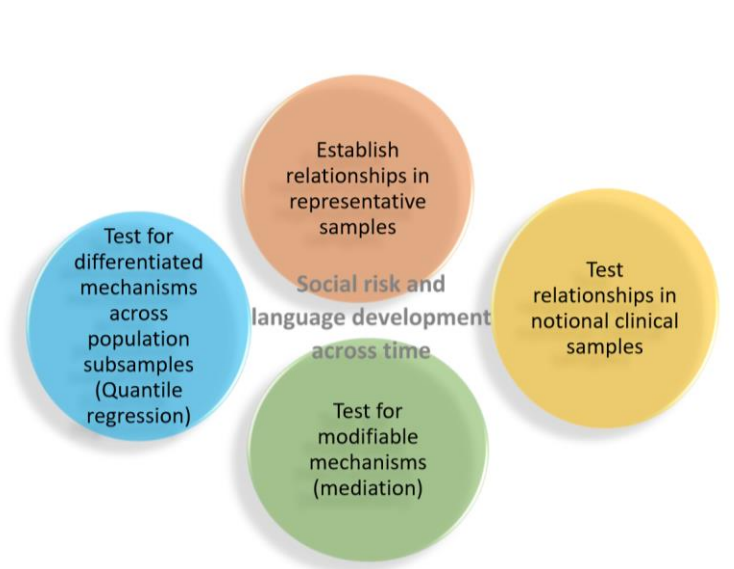 Establish
relationships in
representative
samples
Test for
differentiated
mechanisms
across
population
subsamples
(Quantile
regression)
Social risk and
language development
across time
Test
relationships in
notional clinical
samples
Test for
modifiable
mechanisms
(mediation)